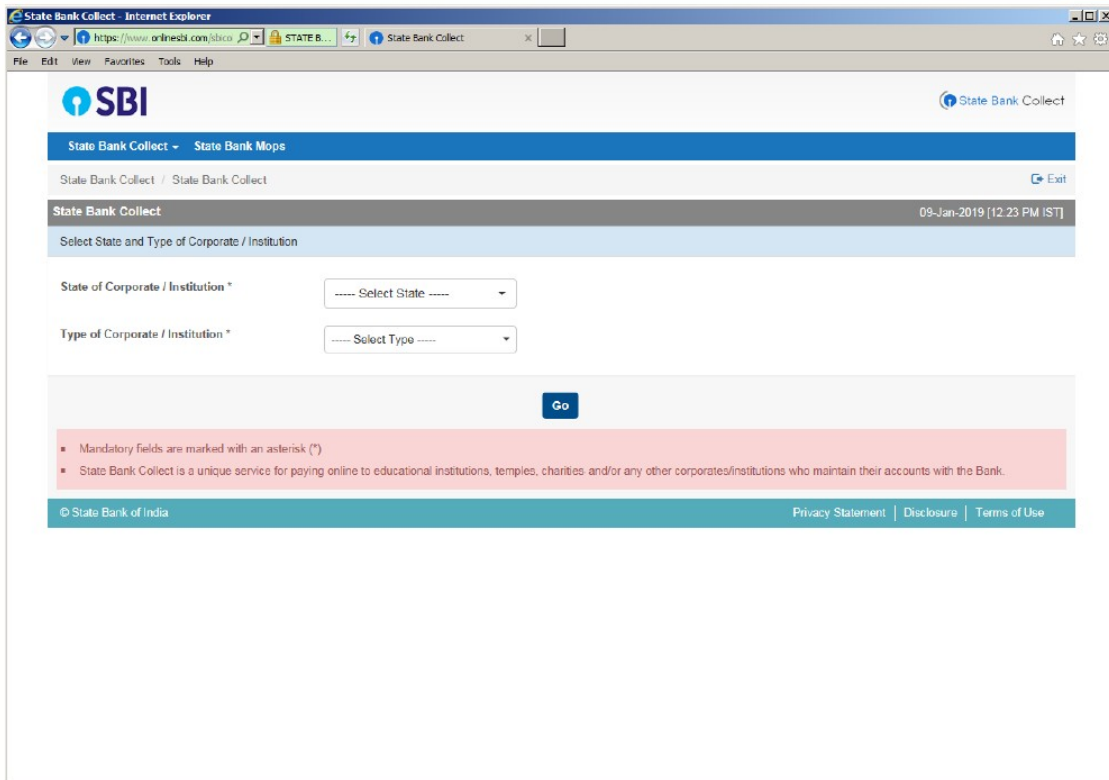 State Bank Collect - Internet Explorer
https://www.onlinesbi.com/sbico STATE B... State Bank Collect
File Edit View Favorites Tools Help
SBI
State Bank Collect
State Bank Collect State Bank Mops
State Bank Collect / State Bank Collect
Exit
State Bank Collect
09-Jan-2019 [12:23 PM IST]
Select State and Type of Corporate / Institution
State of Corporate / Institution *
----- Select State -----
Type of Corporate / Institution *
----- Select Type -----
Go
Mandatory fields are marked with an asterisk (*)
State Bank Collect is a unique service for paying online to educational institutions, temples, charities and/or any other corporates/institutions who maintain their accounts with the Bank.
© State Bank of India
Privacy Statement | Disclosure | Terms of Use